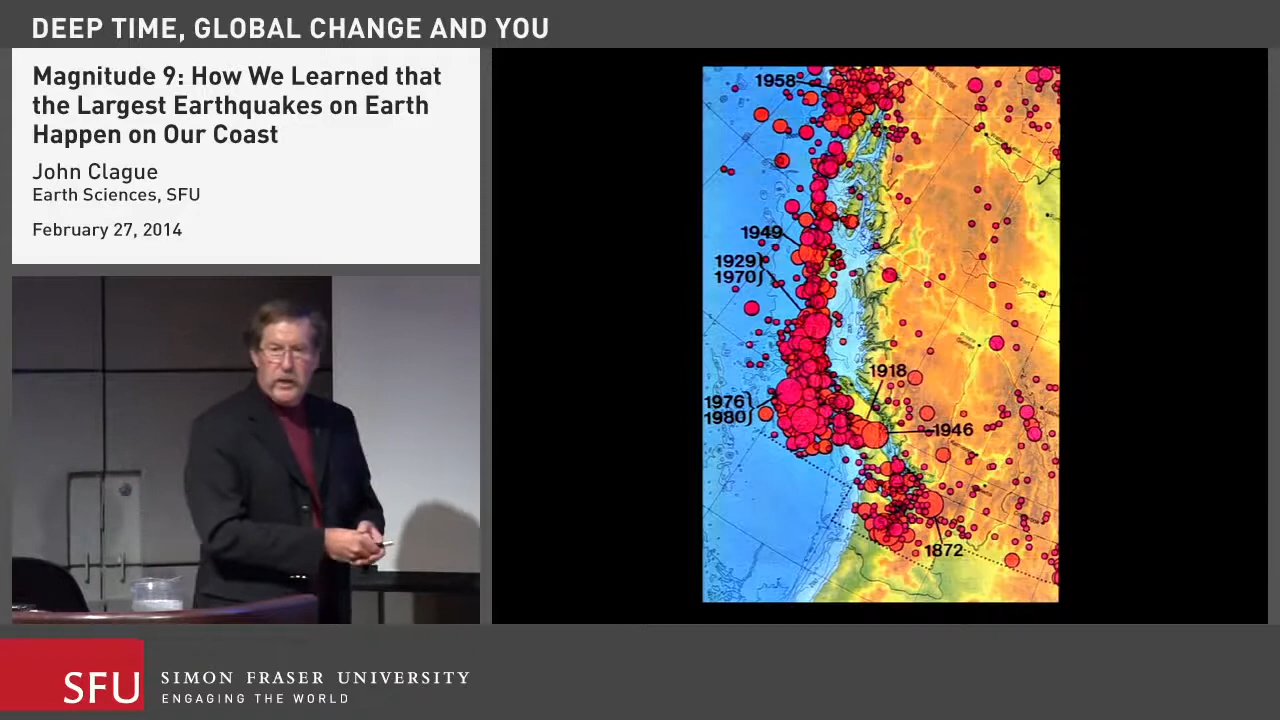 DEEP TIME, GLOBAL CHANGE AND YOU
Magnitude 9: How We Learned that
the Largest Earthquakes on Earth
Happen on Our Coast
John Clague
Earth Sciences, SFU
February 27, 2014
1958
1949
1929
1970
1918
1976
1980
1946
1872
SFU
SIMON FRASER UNIVERSITY
ENGAGING THE WORLD